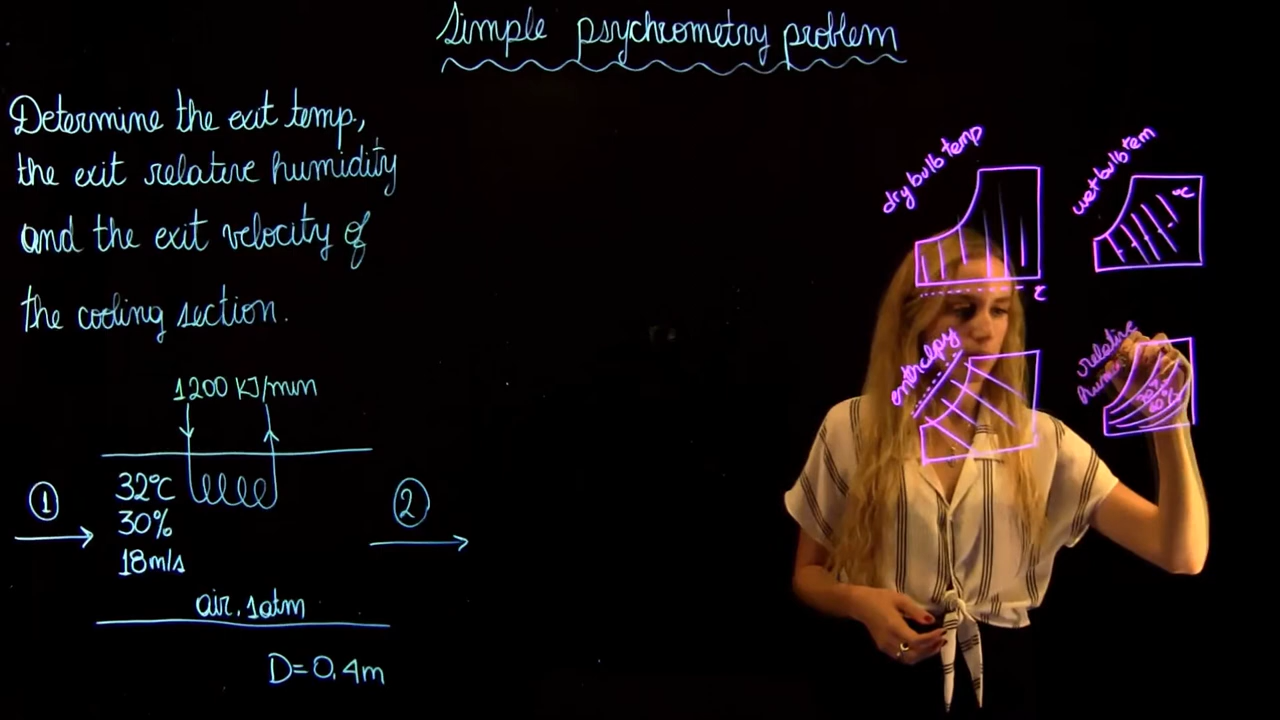 Simple psychrometry problem
Determine the exit temp.,
the exit relative humidity
and the exit velocity of
the cooling section.
1200 KJ/min
1
32°C
30%
18m/s
2
air, 1atm
D=0.4m
dry bulb temp
°C
wet bulb tem
°C
enthalpy
relative